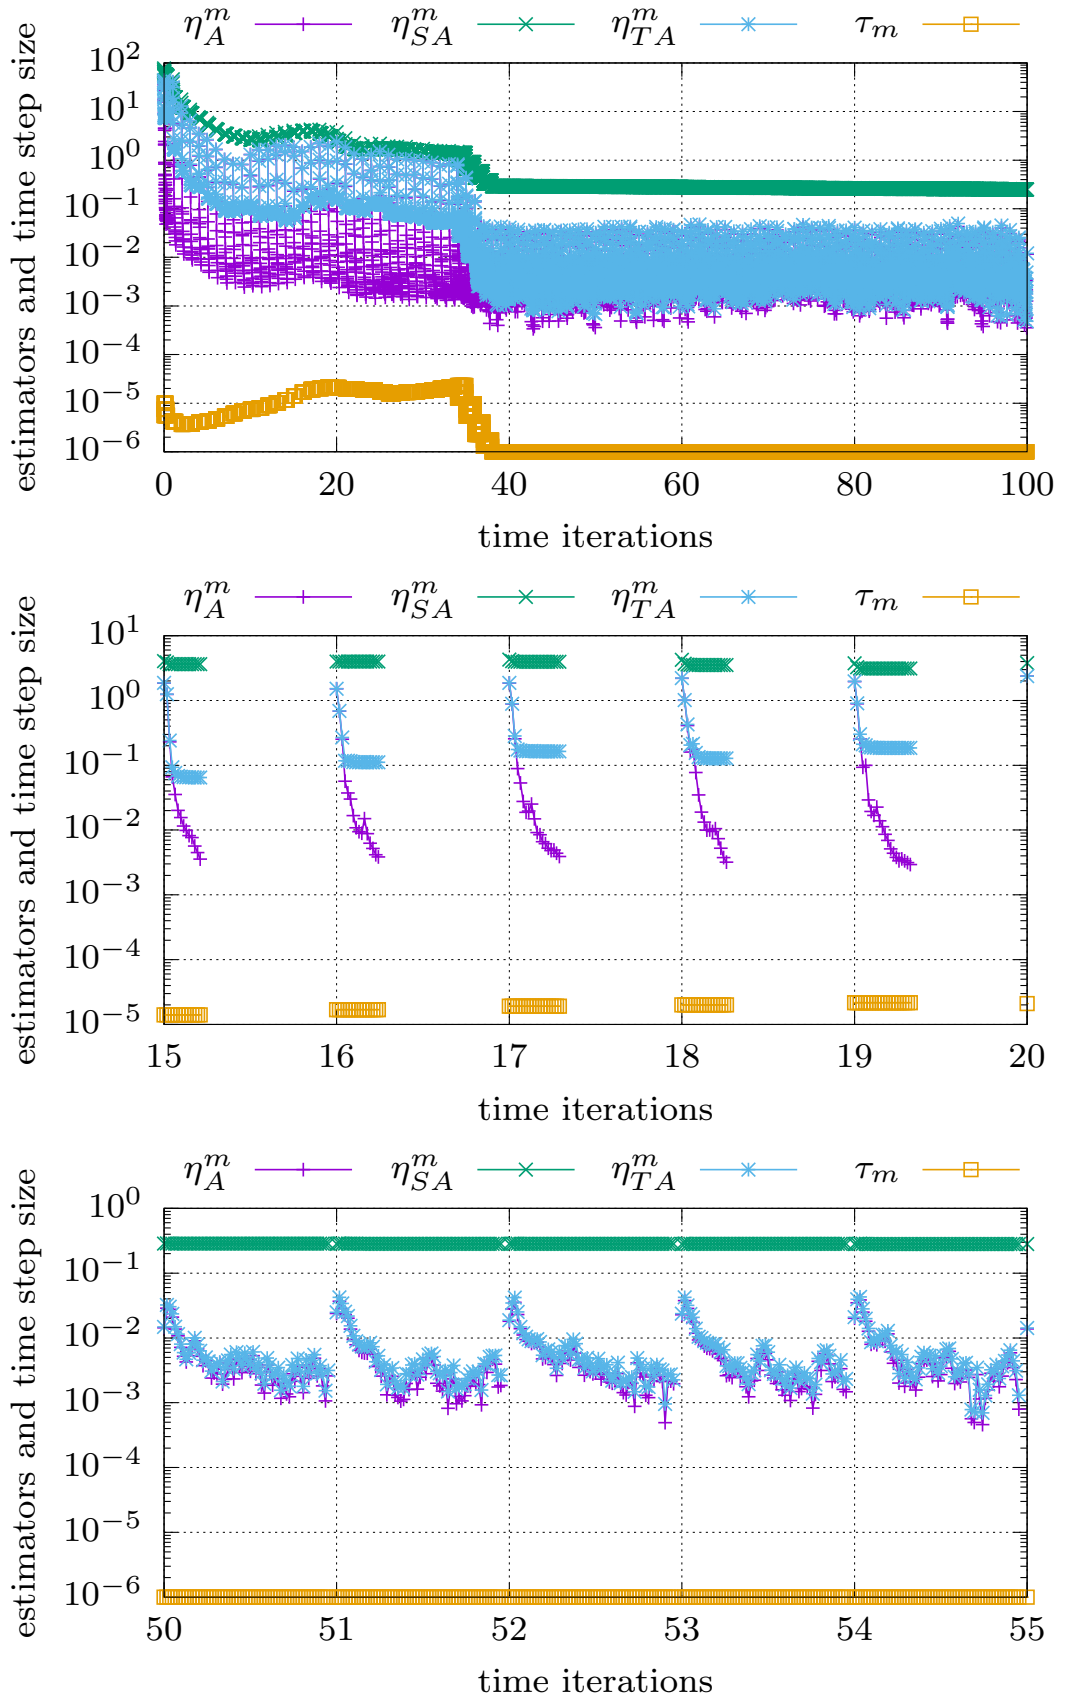 η_A^m η_SA^m η_TA^m τ_m
estimators and time step size
10^2
10^1
10^0
10^−1
10^−2
10^−3
10^−4
10^−5
10^−6
0 20 40 60 80 100
time iterations
η_A^m η_SA^m η_TA^m τ_m
estimators and time step size
10^1
10^0
10^−1
10^−2
10^−3
10^−4
10^−5
15 16 17 18 19 20
time iterations
η_A^m η_SA^m η_TA^m τ_m
estimators and time step size
10^0
10^−1
10^−2
10^−3
10^−4
10^−5
10^−6
50 51 52 53 54 55
time iterations